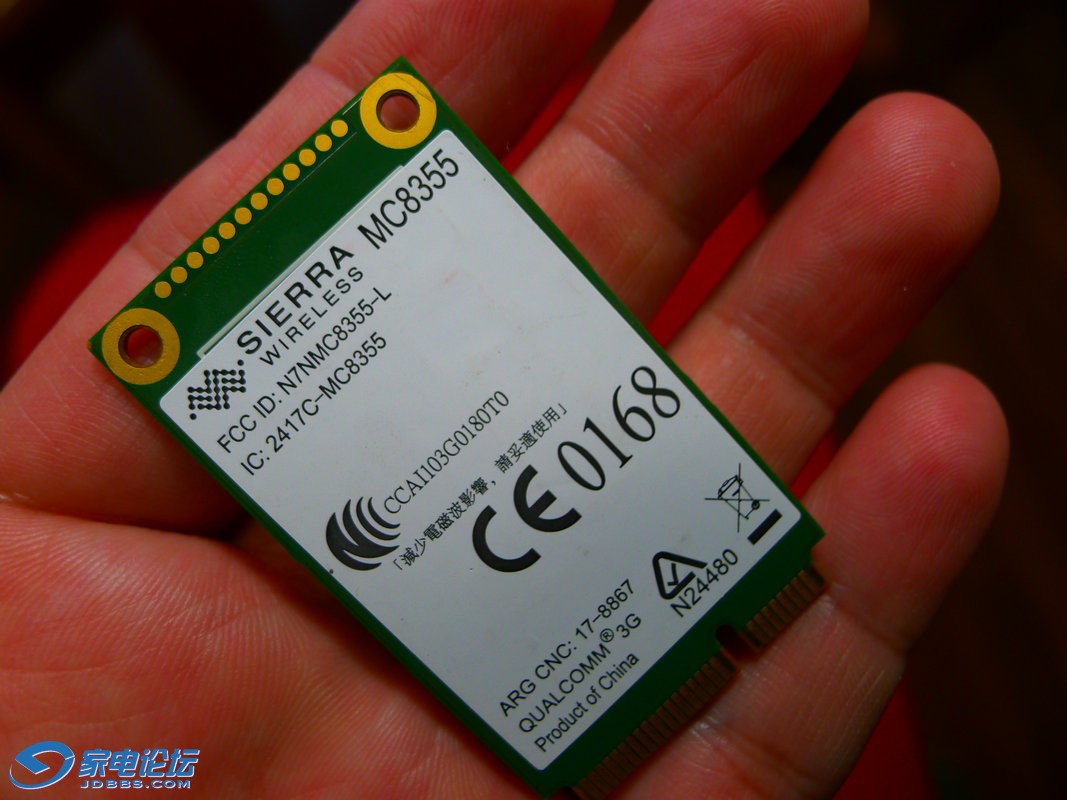 SIERRA
WIRELESS
MC8355
FCC ID: N7NMC8355-L
IC: 2417C-MC8355
CCAI103G0180T0
「減少電磁波影響,請妥適使用」
CE 0168
ARG CNC: 17-8867
QUALCOMM® 3G
Product of China
N24480
家电论坛
JDBBS.COM